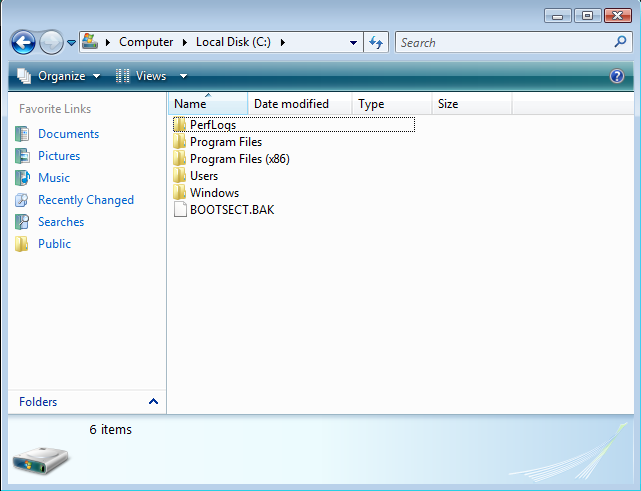 Computer Local Disk (C:) Search
Organize Views
Favorite Links
Documents
Pictures
Music
Recently Changed
Searches
Public
Folders
Name Date modified Type Size
PerfLogs
Program Files
Program Files (x86)
Users
Windows
BOOTSECT.BAK
6 items